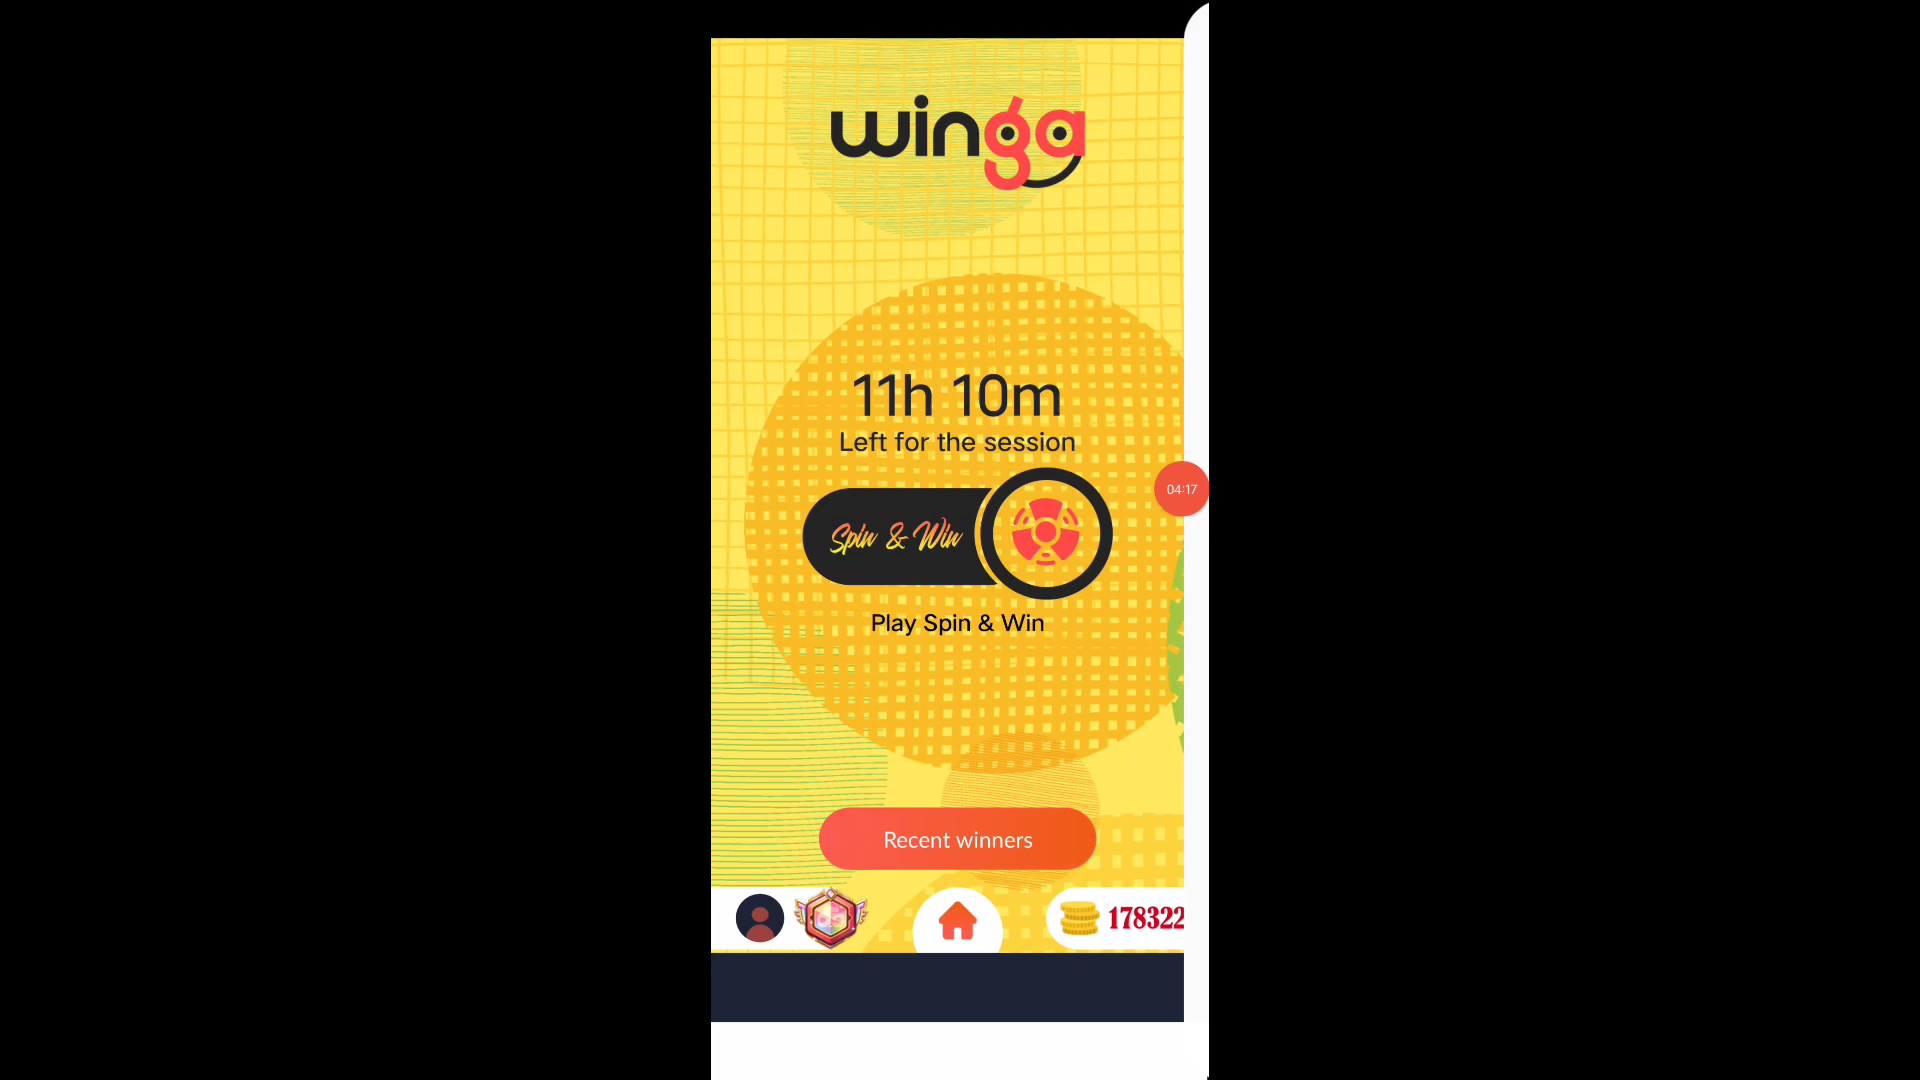 winga
11h 10m
Left for the session
04:17
Spin & Win
Play Spin & Win
Recent winners
178322